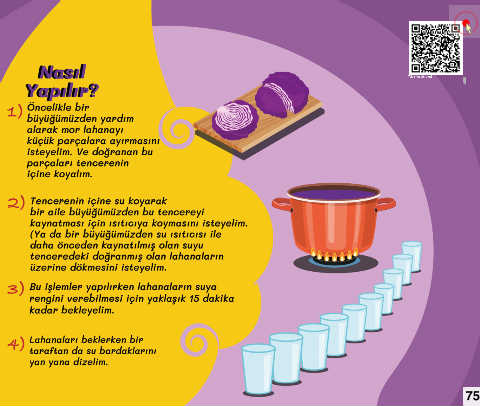 Nasıl
Yapılır?
1) Öncelikle bir
büyüğümüzden yardım
alarak mor lahanayı
küçük parçalara ayırmasını
isteyelim. Ve doğranan bu
parçaları tencerenin
içine koyalım.
2) Tencerenin içine su koyarak
bir aile büyüğümüzden bu tencereyi
kaynatması için ısıtıcıya koymasını isteyelim.
(Ya da bir büyüğümüzden su ısıtıcısı ile
daha önceden kaynatılmış olan suyu
tenceredeki doğranmış olan lahanaların
üzerine dökmesini isteyelim.
3) Bu işlemler yapılırken lahanaların suya
rengini verebilmesi için yaklaşık 15 dakika
kadar bekleyelim.
4) Lahanaları beklerken bir
taraftan da su bardaklarını
yan yana dizelim.
75